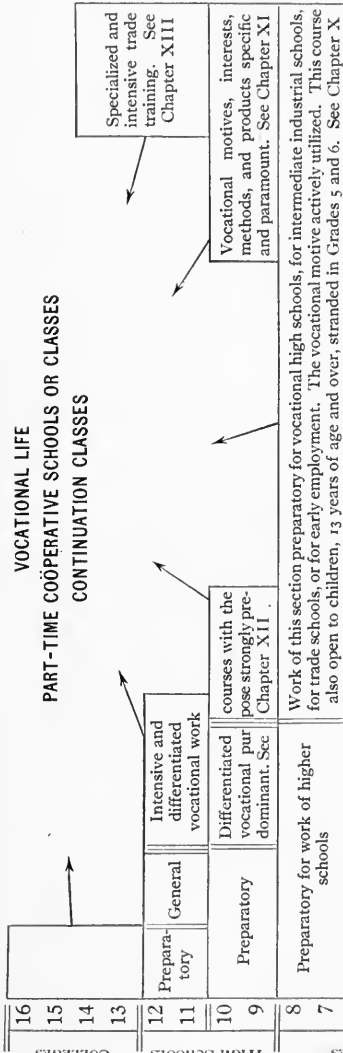 VOCATIONAL LIFE
PART-TIME COÖPERATIVE SCHOOLS OR CLASSES
CONTINUATION CLASSES
16
15
14
13
Specialized and
intensive trade
training. See
Chapter XIII
12
11
Prepara-
tory
General
Intensive and
differentiated
vocational work
10
9
Preparatory
Differentiated
vocational pur
dominant. See
courses with the
pose strongly pre-
Chapter XII .
Vocational motives, interests,
methods, and products specific
and paramount. See Chapter XI
8
7
Preparatory for work of higher
schools
Work of this section preparatory for vocational high schools, for intermediate industrial schools,
for trade schools, or for early employment. The vocational motive actively utilized. This course
also open to children, 13 years of age and over, stranded in Grades 5 and 6. See Chapter X